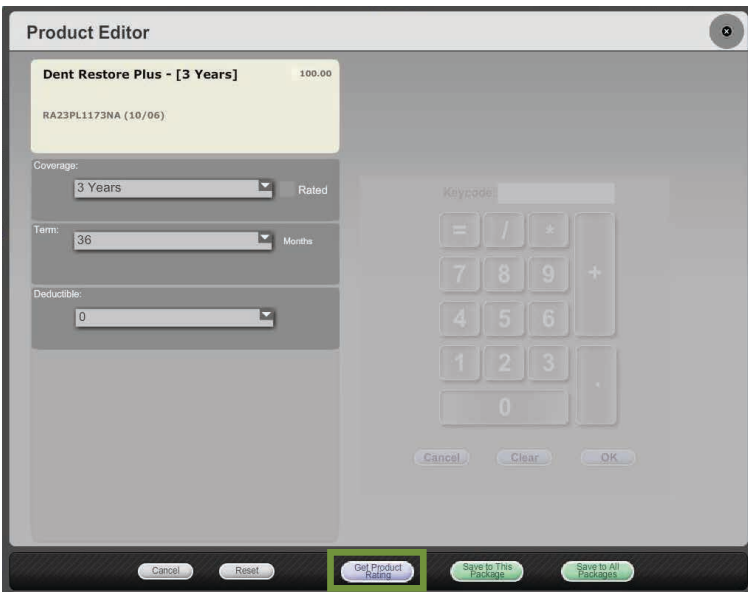 Product Editor
Dent Restore Plus - [3 Years] 100.00
RA23PL1173NA (10/06)
Coverage:
3 Years Rated
Term:
36 Months
Deductible:
0
Keycode:
= / *
7 8 9 +
4 5 6
1 2 3 .
0
Cancel Clear OK
Cancel Reset Get Product Rating Save to This Package Save to All Packages